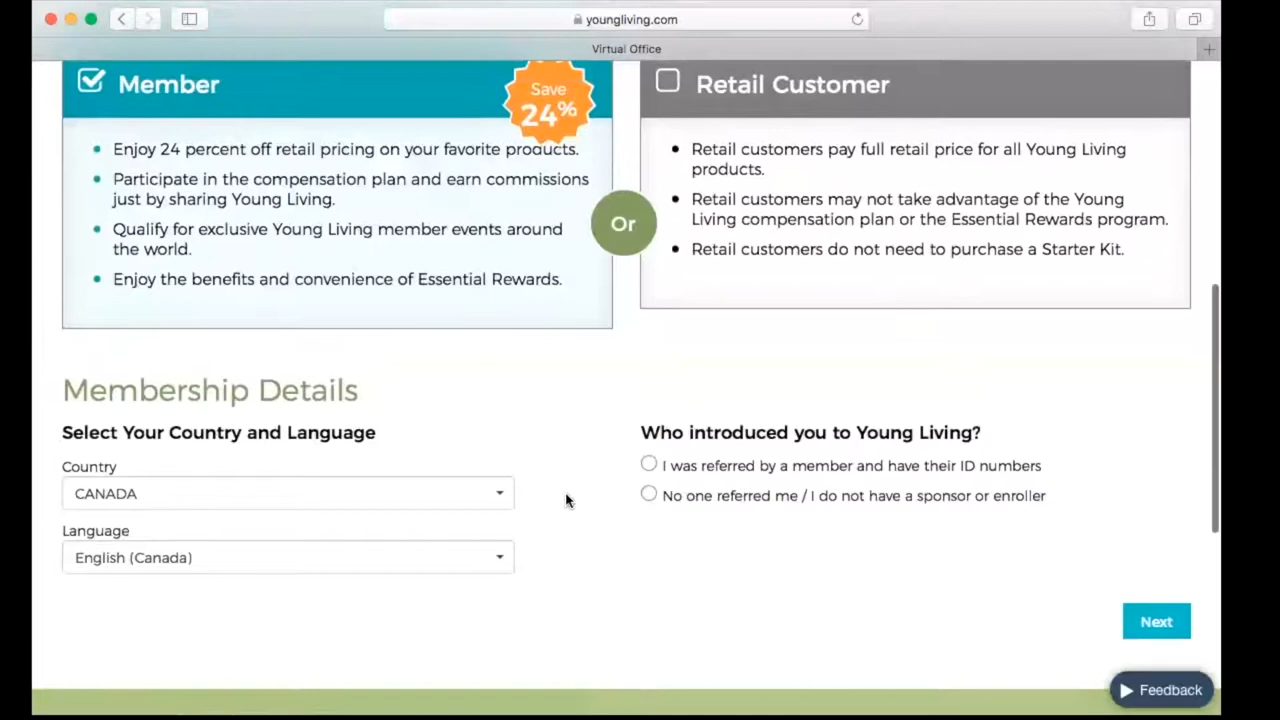 youngliving.com
Virtual Office
Member
Save
24%
Enjoy 24 percent off retail pricing on your favorite products.
Participate in the compensation plan and earn commissions
just by sharing Young Living.
Qualify for exclusive Young Living member events around
the world.
Enjoy the benefits and convenience of Essential Rewards.
Or
Retail Customer
Retail customers pay full retail price for all Young Living
products.
Retail customers may not take advantage of the Young
Living compensation plan or the Essential Rewards program.
Retail customers do not need to purchase a Starter Kit.
Membership Details
Select Your Country and Language
Country
CANADA
Language
English (Canada)
Who introduced you to Young Living?
I was referred by a member and have their ID numbers
No one referred me / I do not have a sponsor or enroller
Next
Feedback